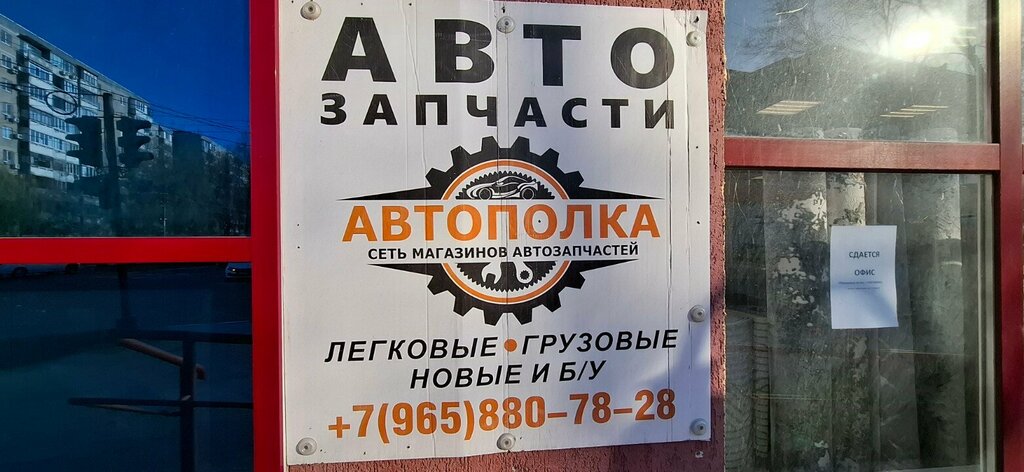 АВТО
ЗАПЧАСТИ
АВТОПОЛКА
СЕТЬ МАГАЗИНОВ АВТОЗАПЧАСТЕЙ
ЛЕГКОВЫЕ • ГРУЗОВЫЕ
НОВЫЕ И Б/У
+7(965)880-78-28
СДАЕТСЯ
ОФИС